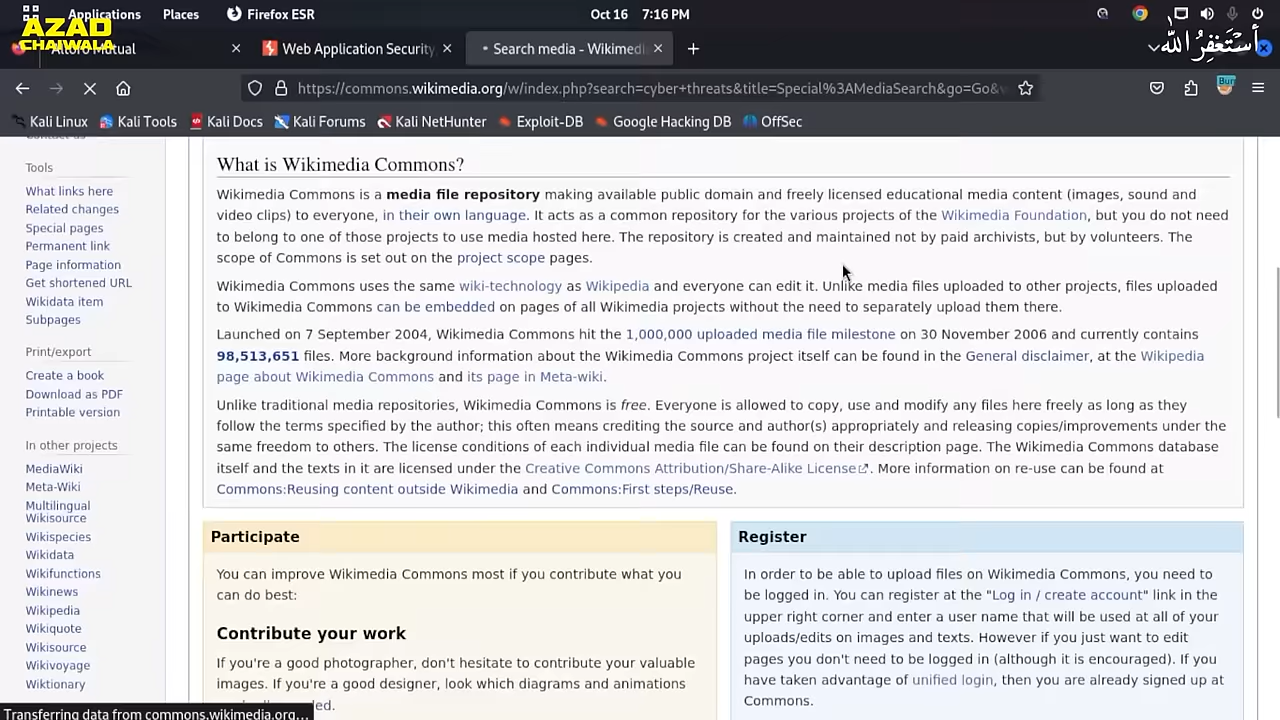 Applications Places Firefox ESR Oct 16 7:16 PM
AZAD
CHAIWALA
أستغفر الله
Mutual Web Application Security Search media - Wikimedi
https://commons.wikimedia.org/w/index.php?search=cyber+threats&title=Special%3AMediaSearch&go=Go&
Kali Linux Kali Tools Kali Docs Kali Forums Kali NetHunter Exploit-DB Google Hacking DB OffSec
Contact us
Tools
What links here
Related changes
Special pages
Permanent link
Page information
Get shortened URL
Wikidata item
Subpages
Print/export
Create a book
Download as PDF
Printable version
In other projects
MediaWiki
Meta-Wiki
Multilingual
Wikisource
Wikispecies
Wikidata
Wikifunctions
Wikinews
Wikipedia
Wikiquote
Wikisource
Wikivoyage
Wiktionary
What is Wikimedia Commons?
Wikimedia Commons is a media file repository making available public domain and freely licensed educational media content (images, sound and
video clips) to everyone, in their own language. It acts as a common repository for the various projects of the Wikimedia Foundation, but you do not need
to belong to one of those projects to use media hosted here. The repository is created and maintained not by paid archivists, but by volunteers. The
scope of Commons is set out on the project scope pages.
Wikimedia Commons uses the same wiki-technology as Wikipedia and everyone can edit it. Unlike media files uploaded to other projects, files uploaded
to Wikimedia Commons can be embedded on pages of all Wikimedia projects without the need to separately upload them there.
Launched on 7 September 2004, Wikimedia Commons hit the 1,000,000 uploaded media file milestone on 30 November 2006 and currently contains
98,513,651 files. More background information about the Wikimedia Commons project itself can be found in the General disclaimer, at the Wikipedia
page about Wikimedia Commons and its page in Meta-wiki.
Unlike traditional media repositories, Wikimedia Commons is free. Everyone is allowed to copy, use and modify any files here freely as long as they
follow the terms specified by the author; this often means crediting the source and author(s) appropriately and releasing copies/improvements under the
same freedom to others. The license conditions of each individual media file can be found on their description page. The Wikimedia Commons database
itself and the texts in it are licensed under the Creative Commons Attribution/Share-Alike License. More information on re-use can be found at
Commons:Reusing content outside Wikimedia and Commons:First steps/Reuse.
Participate
You can improve Wikimedia Commons most if you contribute what you
can do best:
Contribute your work
If you're a good photographer, don't hesitate to contribute your valuable
images. If you're a good designer, look which diagrams and animations
Register
In order to be able to upload files on Wikimedia Commons, you need to
be logged in. You can register at the "Log in / create account" link in the
upper right corner and enter a user name that will be used at all of your
uploads/edits on images and texts. However if you just want to edit
pages you don't need to be logged in (although it is encouraged). If you
have taken advantage of unified login, then you are already signed up at
Commons.
Transferring data from commons.wikimedia.org...